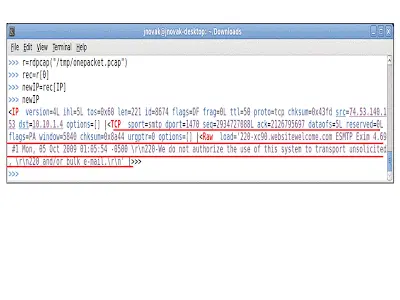 jnovak@jnovak-desktop: ~ Downloads
File Edit View Terminal Help
>>> r=rdpcap("/tmp/onepacket.pcap")
>>> rec=r[0]
>>> newIP=rec[IP]
>>> newIP
<IP version=4L ihl=5L tos=0x60 len=221 id=8674 flags=DF frag=0L ttl=50 proto=tcp chksum=0x43fd src=74.53.140.1
53 dst=10.10.1.4 options=[] |<TCP sport=smtp dport=1470 seq=2934727088L ack=2126795697 dataofs=5L reserved=0L
flags=PA window=5840 chksum=0x8a44 urgptr=0 options=[] |<Raw load='220-xc90.websitewelcome.com ESMTP Exim 4.69
#1 Mon, 05 Oct 2009 01:05:54 -0500 \r\n220-We do not authorize the use of this system to transport unsolicited
, \r\n220 and/or bulk e-mail.\r\n' |>>>
>>>